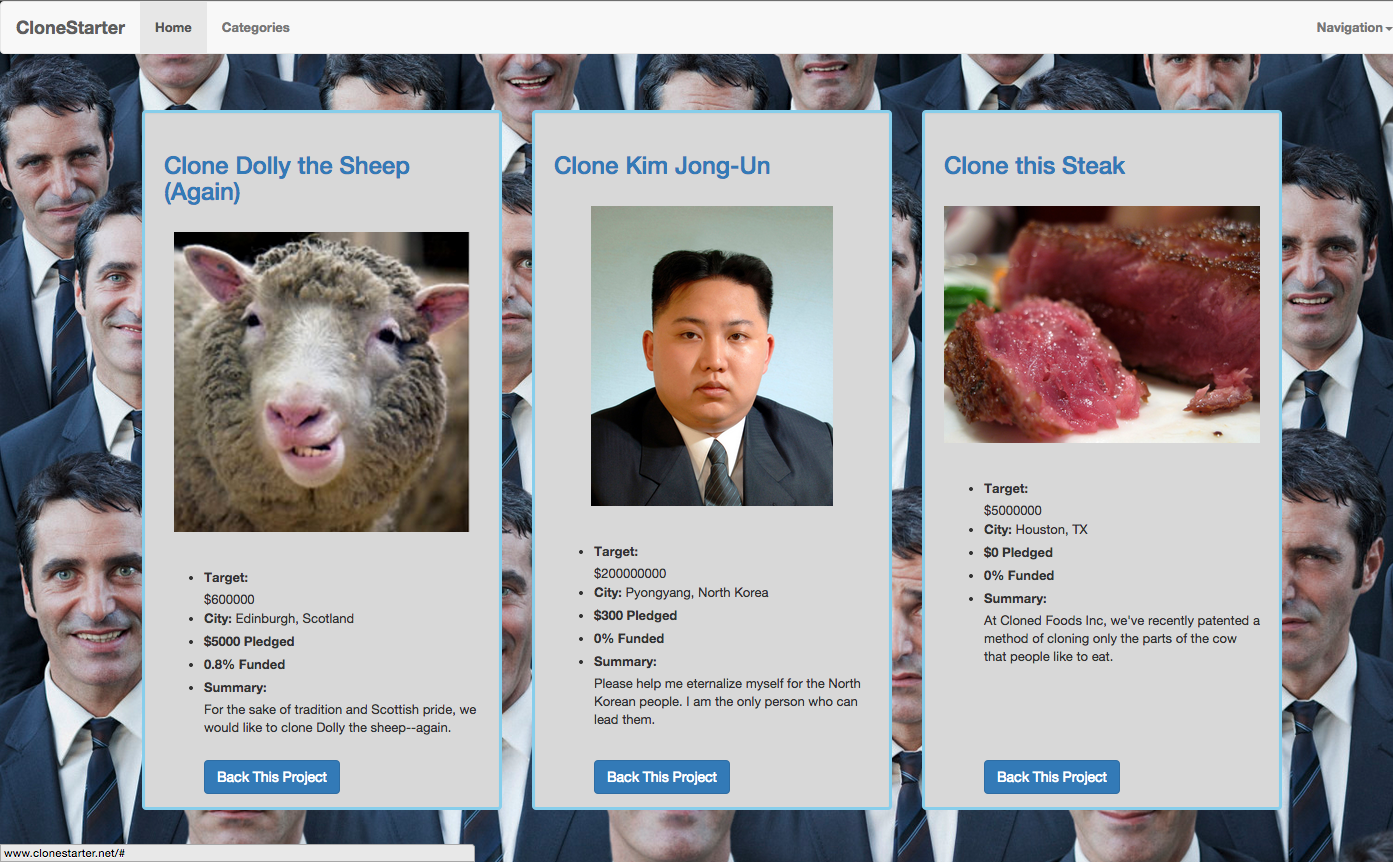 CloneStarter Home Categories Navigation
Clone Dolly the Sheep
(Again)
Target:
$600000
City: Edinburgh, Scotland
$5000 Pledged
0.8% Funded
Summary:
For the sake of tradition and Scottish pride, we
would like to clone Dolly the sheep--again.
Back This Project
Clone Kim Jong-Un
Target:
$200000000
City: Pyongyang, North Korea
$300 Pledged
0% Funded
Summary:
Please help me eternalize myself for the North
Korean people. I am the only person who can
lead them.
Back This Project
Clone this Steak
Target:
$5000000
City: Houston, TX
$0 Pledged
0% Funded
Summary:
At Cloned Foods Inc, we've recently patented a
method of cloning only the parts of the cow
that people like to eat.
Back This Project
www.clonestarter.net/#